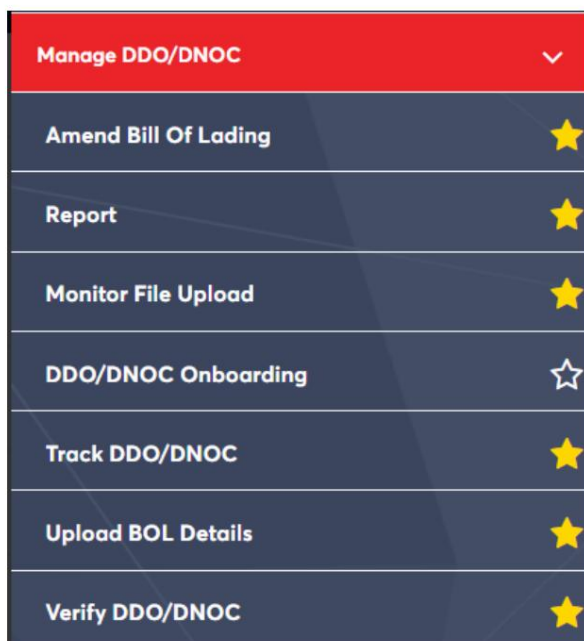 Manage DDO/DNOC
Amend Bill Of Lading
Report
Monitor File Upload
DDO/DNOC Onboarding
Track DDO/DNOC
Upload BOL Details
Verify DDO/DNOC